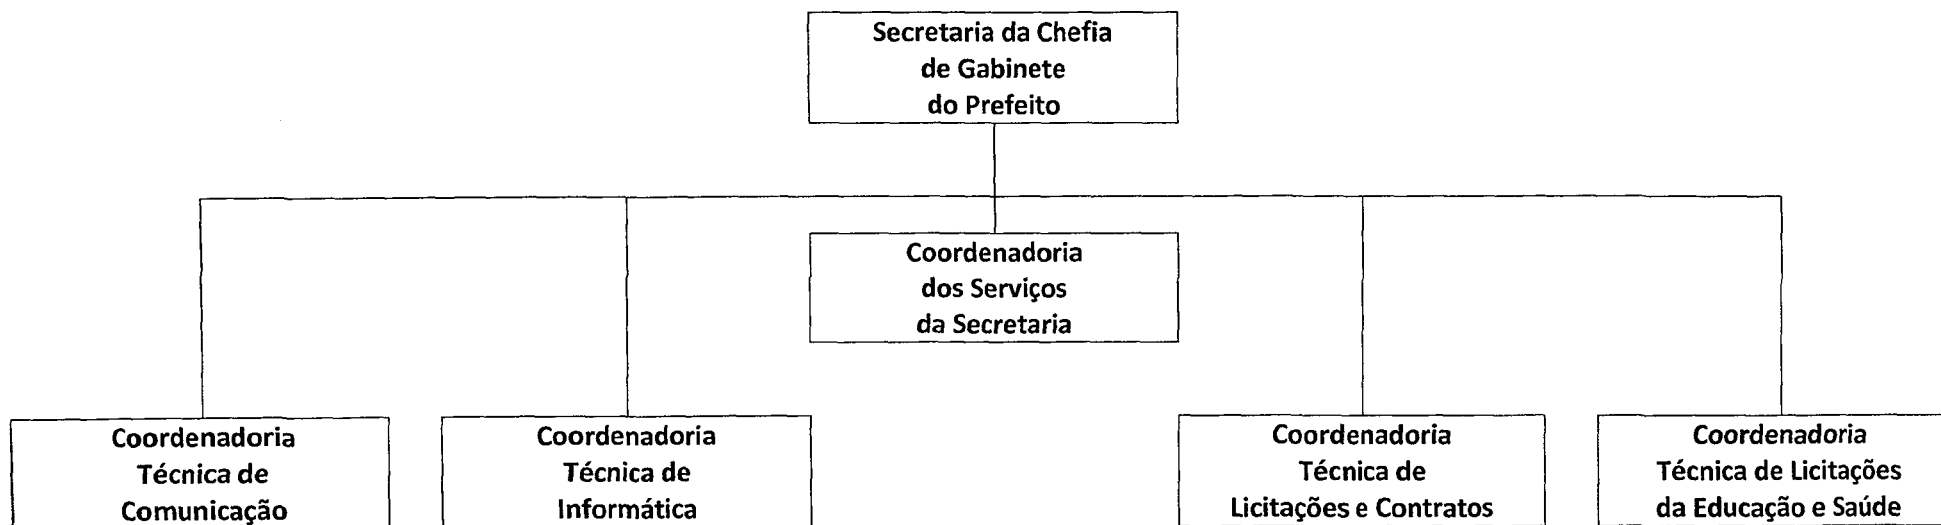 Secretaria da Chefia
de Gabinete
do Prefeito
Coordenadoria
dos Serviços
da Secretaria
Coordenadoria
Técnica de
Comunicação
Coordenadoria
Técnica de
Informática
Coordenadoria
Técnica de
Licitações e Contratos
Coordenadoria
Técnica de Licitações
da Educação e Saúde